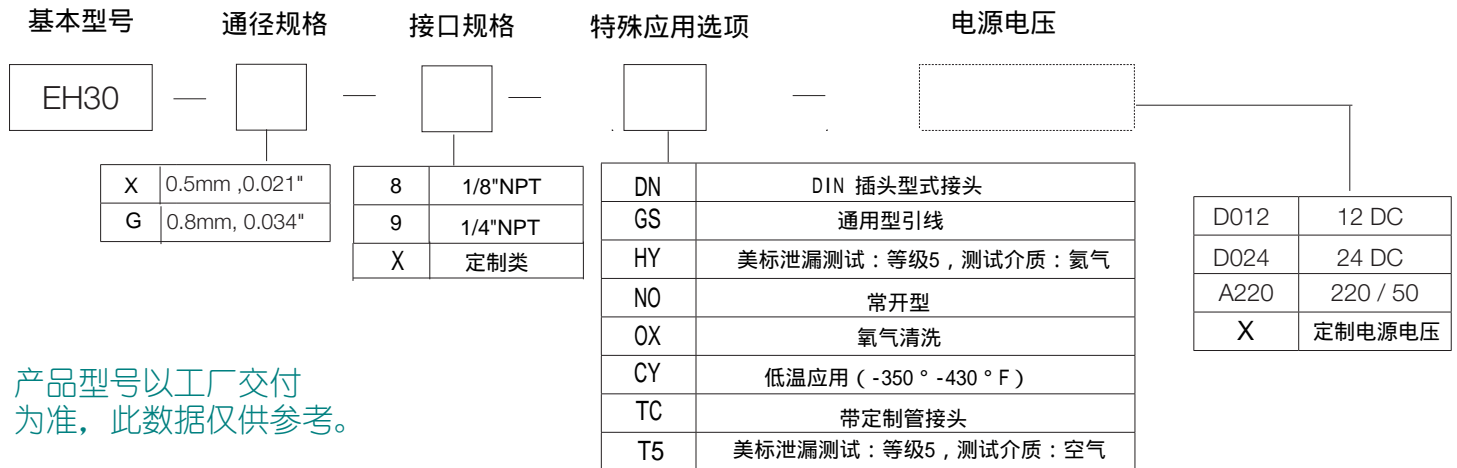 基本型号 通径规格 接口规格 特殊应用选项 电源电压
EH30
X 0.5mm ,0.021"
G 0.8mm, 0.034"
8 1/8"NPT
9 1/4"NPT
X 定制类
DN DIN 插头型式接头
GS 通用型引线
HY 美标泄漏测试：等级5，测试介质：氦气
NO 常开型
OX 氧气清洗
CY 低温应用（-350 ° -430 ° F）
TC 带定制管接头
T5 美标泄漏测试：等级5，测试介质：空气
D012 12 DC
D024 24 DC
A220 220 / 50
X 定制电源电压
产品型号以工厂交付
为准，此数据仅供参考。